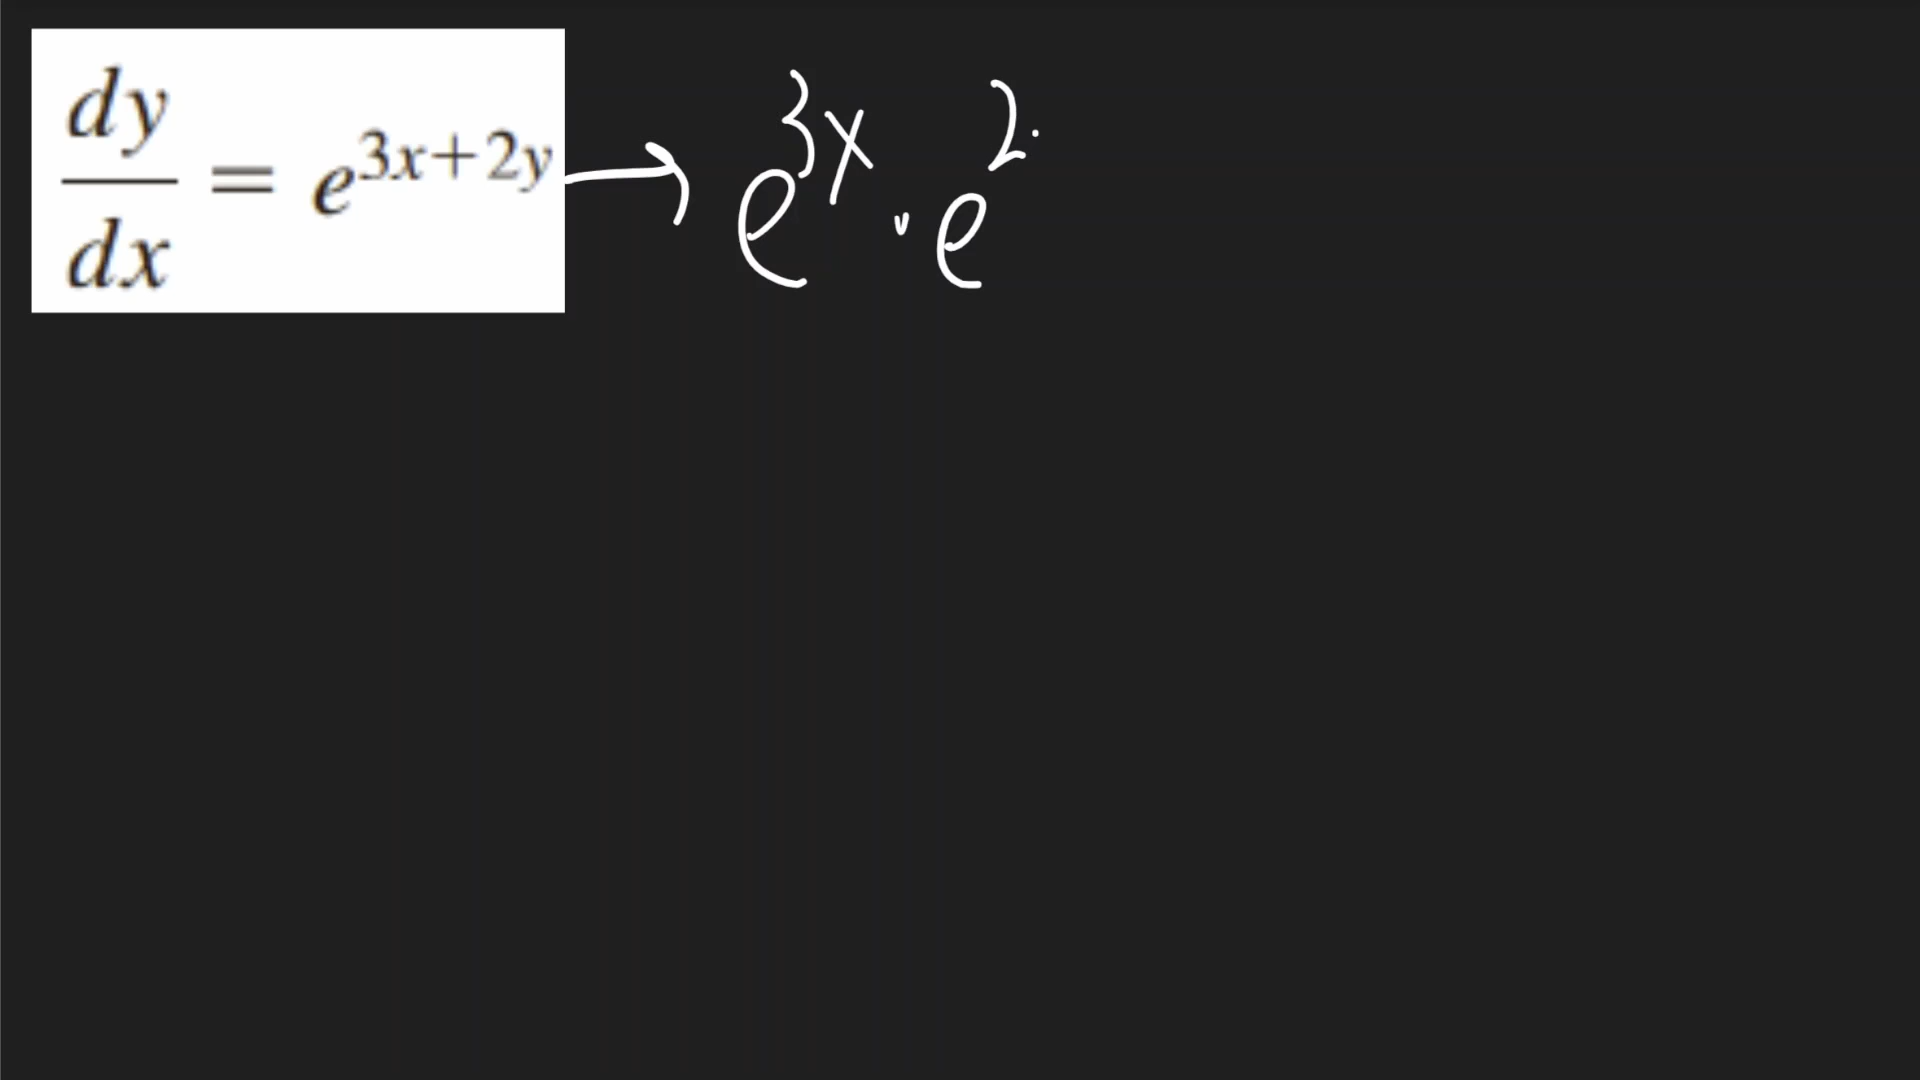 dy/dx = e^{3x+2y} → e^{3x} · e^{2}